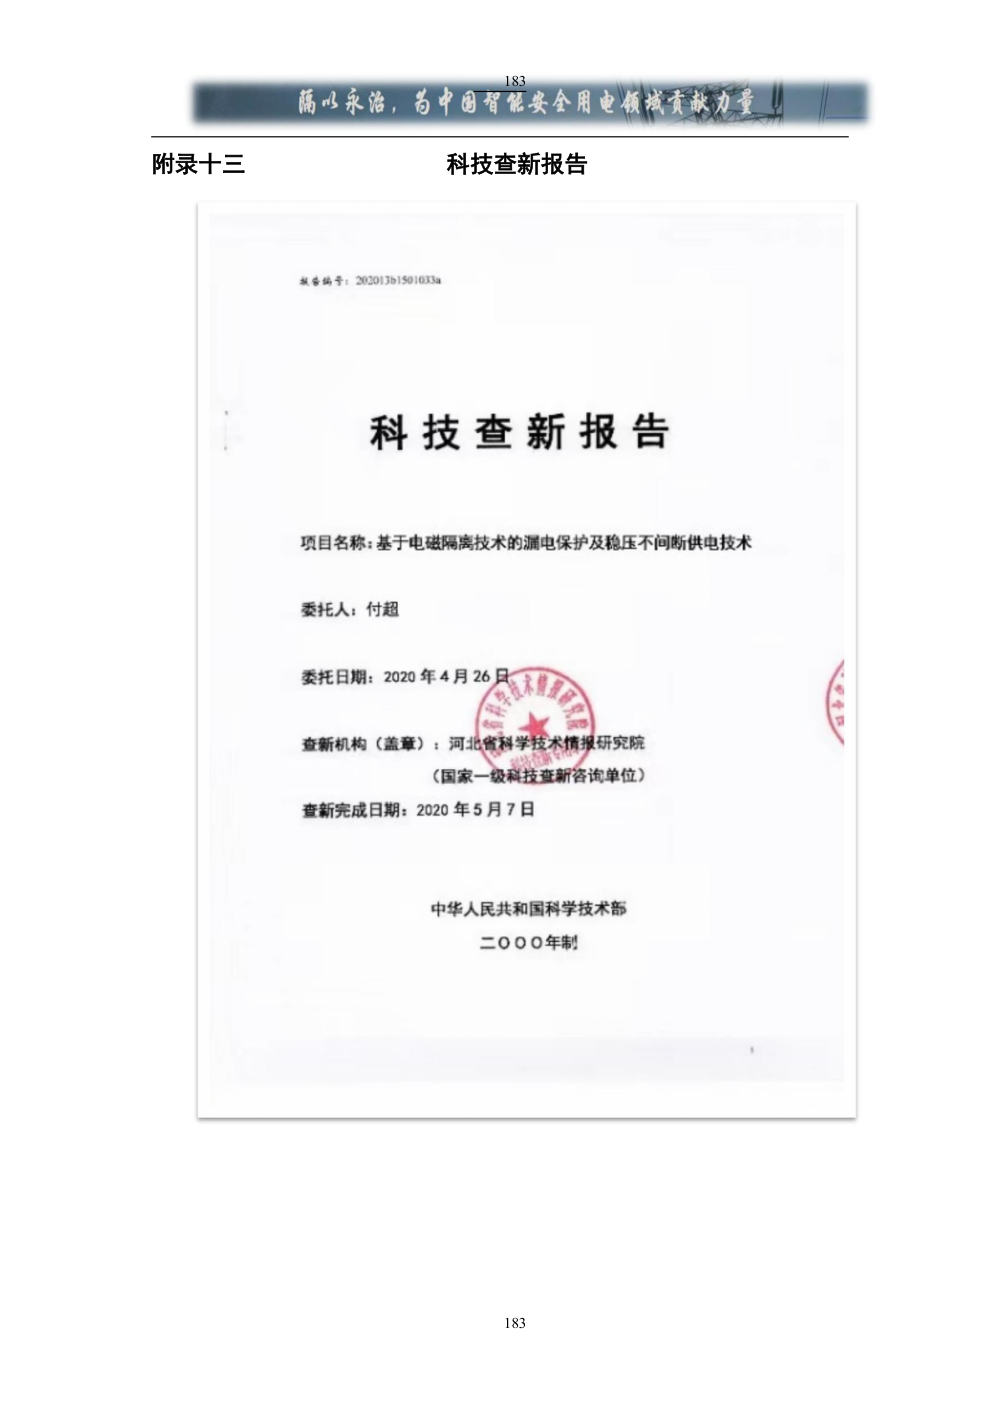 183
隔以永治，为中国智能安全用电领域贡献力量
附录十三 科技查新报告
报告编号：202013b1501033a
科技查新报告
项目名称：基于电磁隔离技术的漏电保护及稳压不间断供电技术
委托人：付超
委托日期：2020 年 4 月 26 日
查新机构（盖章）：河北省科学技术情报研究院
（国家一级科技查新咨询单位）
查新完成日期：2020 年 5 月 7 日
中华人民共和国科学技术部
二〇〇〇年制
183